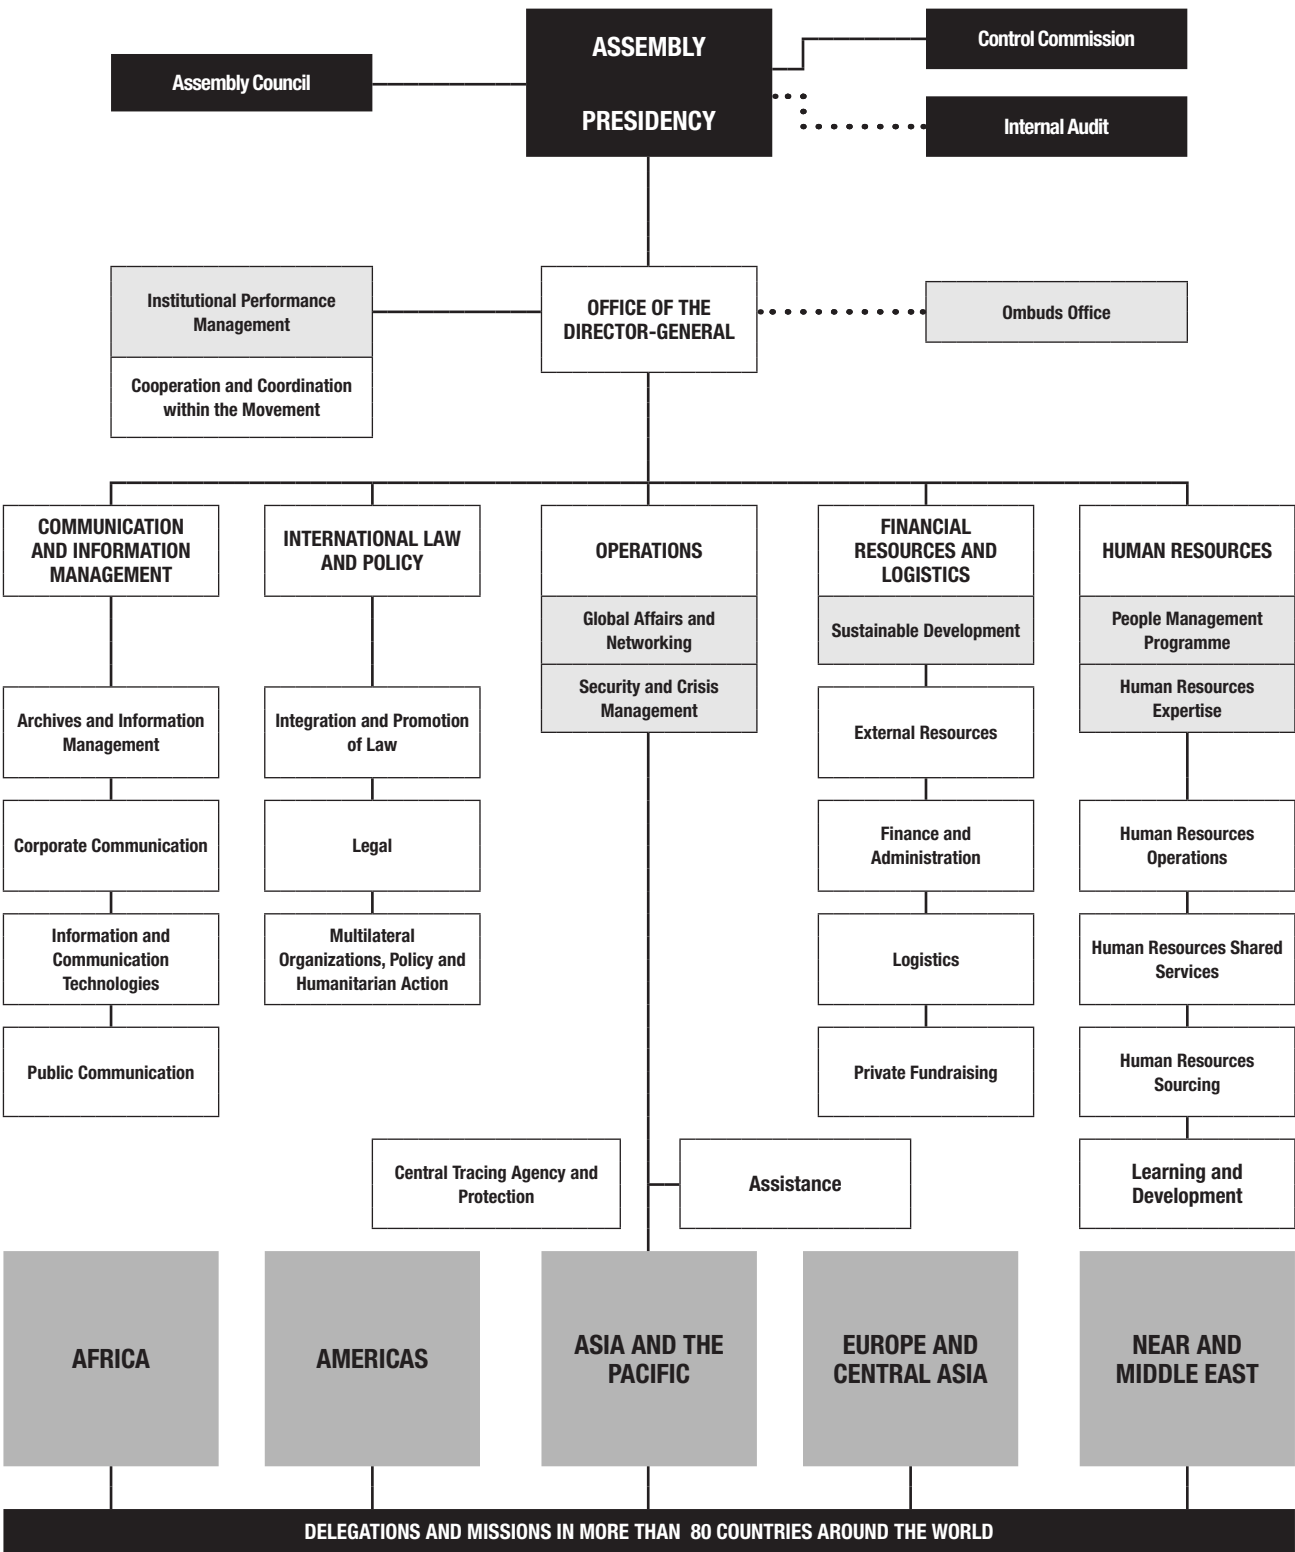 ASSEMBLY
PRESIDENCY
Assembly Council
Control Commission
Internal Audit
Institutional Performance
Management
Cooperation and Coordination
within the Movement
OFFICE OF THE
DIRECTOR-GENERAL
Ombuds Office
COMMUNICATION
AND INFORMATION
MANAGEMENT
Archives and Information
Management
Corporate Communication
Information and
Communication
Technologies
Public Communication
INTERNATIONAL LAW
AND POLICY
Integration and Promotion
of Law
Legal
Multilateral
Organizations, Policy and
Humanitarian Action
OPERATIONS
Global Affairs and
Networking
Security and Crisis
Management
FINANCIAL
RESOURCES AND
LOGISTICS
Sustainable Development
External Resources
Finance and
Administration
Logistics
Private Fundraising
HUMAN RESOURCES
People Management
Programme
Human Resources
Expertise
Human Resources
Operations
Human Resources Shared
Services
Human Resources
Sourcing
Learning and
Development
Central Tracing Agency and
Protection
Assistance
AFRICA
AMERICAS
ASIA AND THE
PACIFIC
EUROPE AND
CENTRAL ASIA
NEAR AND
MIDDLE EAST
DELEGATIONS AND MISSIONS IN MORE THAN 80 COUNTRIES AROUND THE WORLD